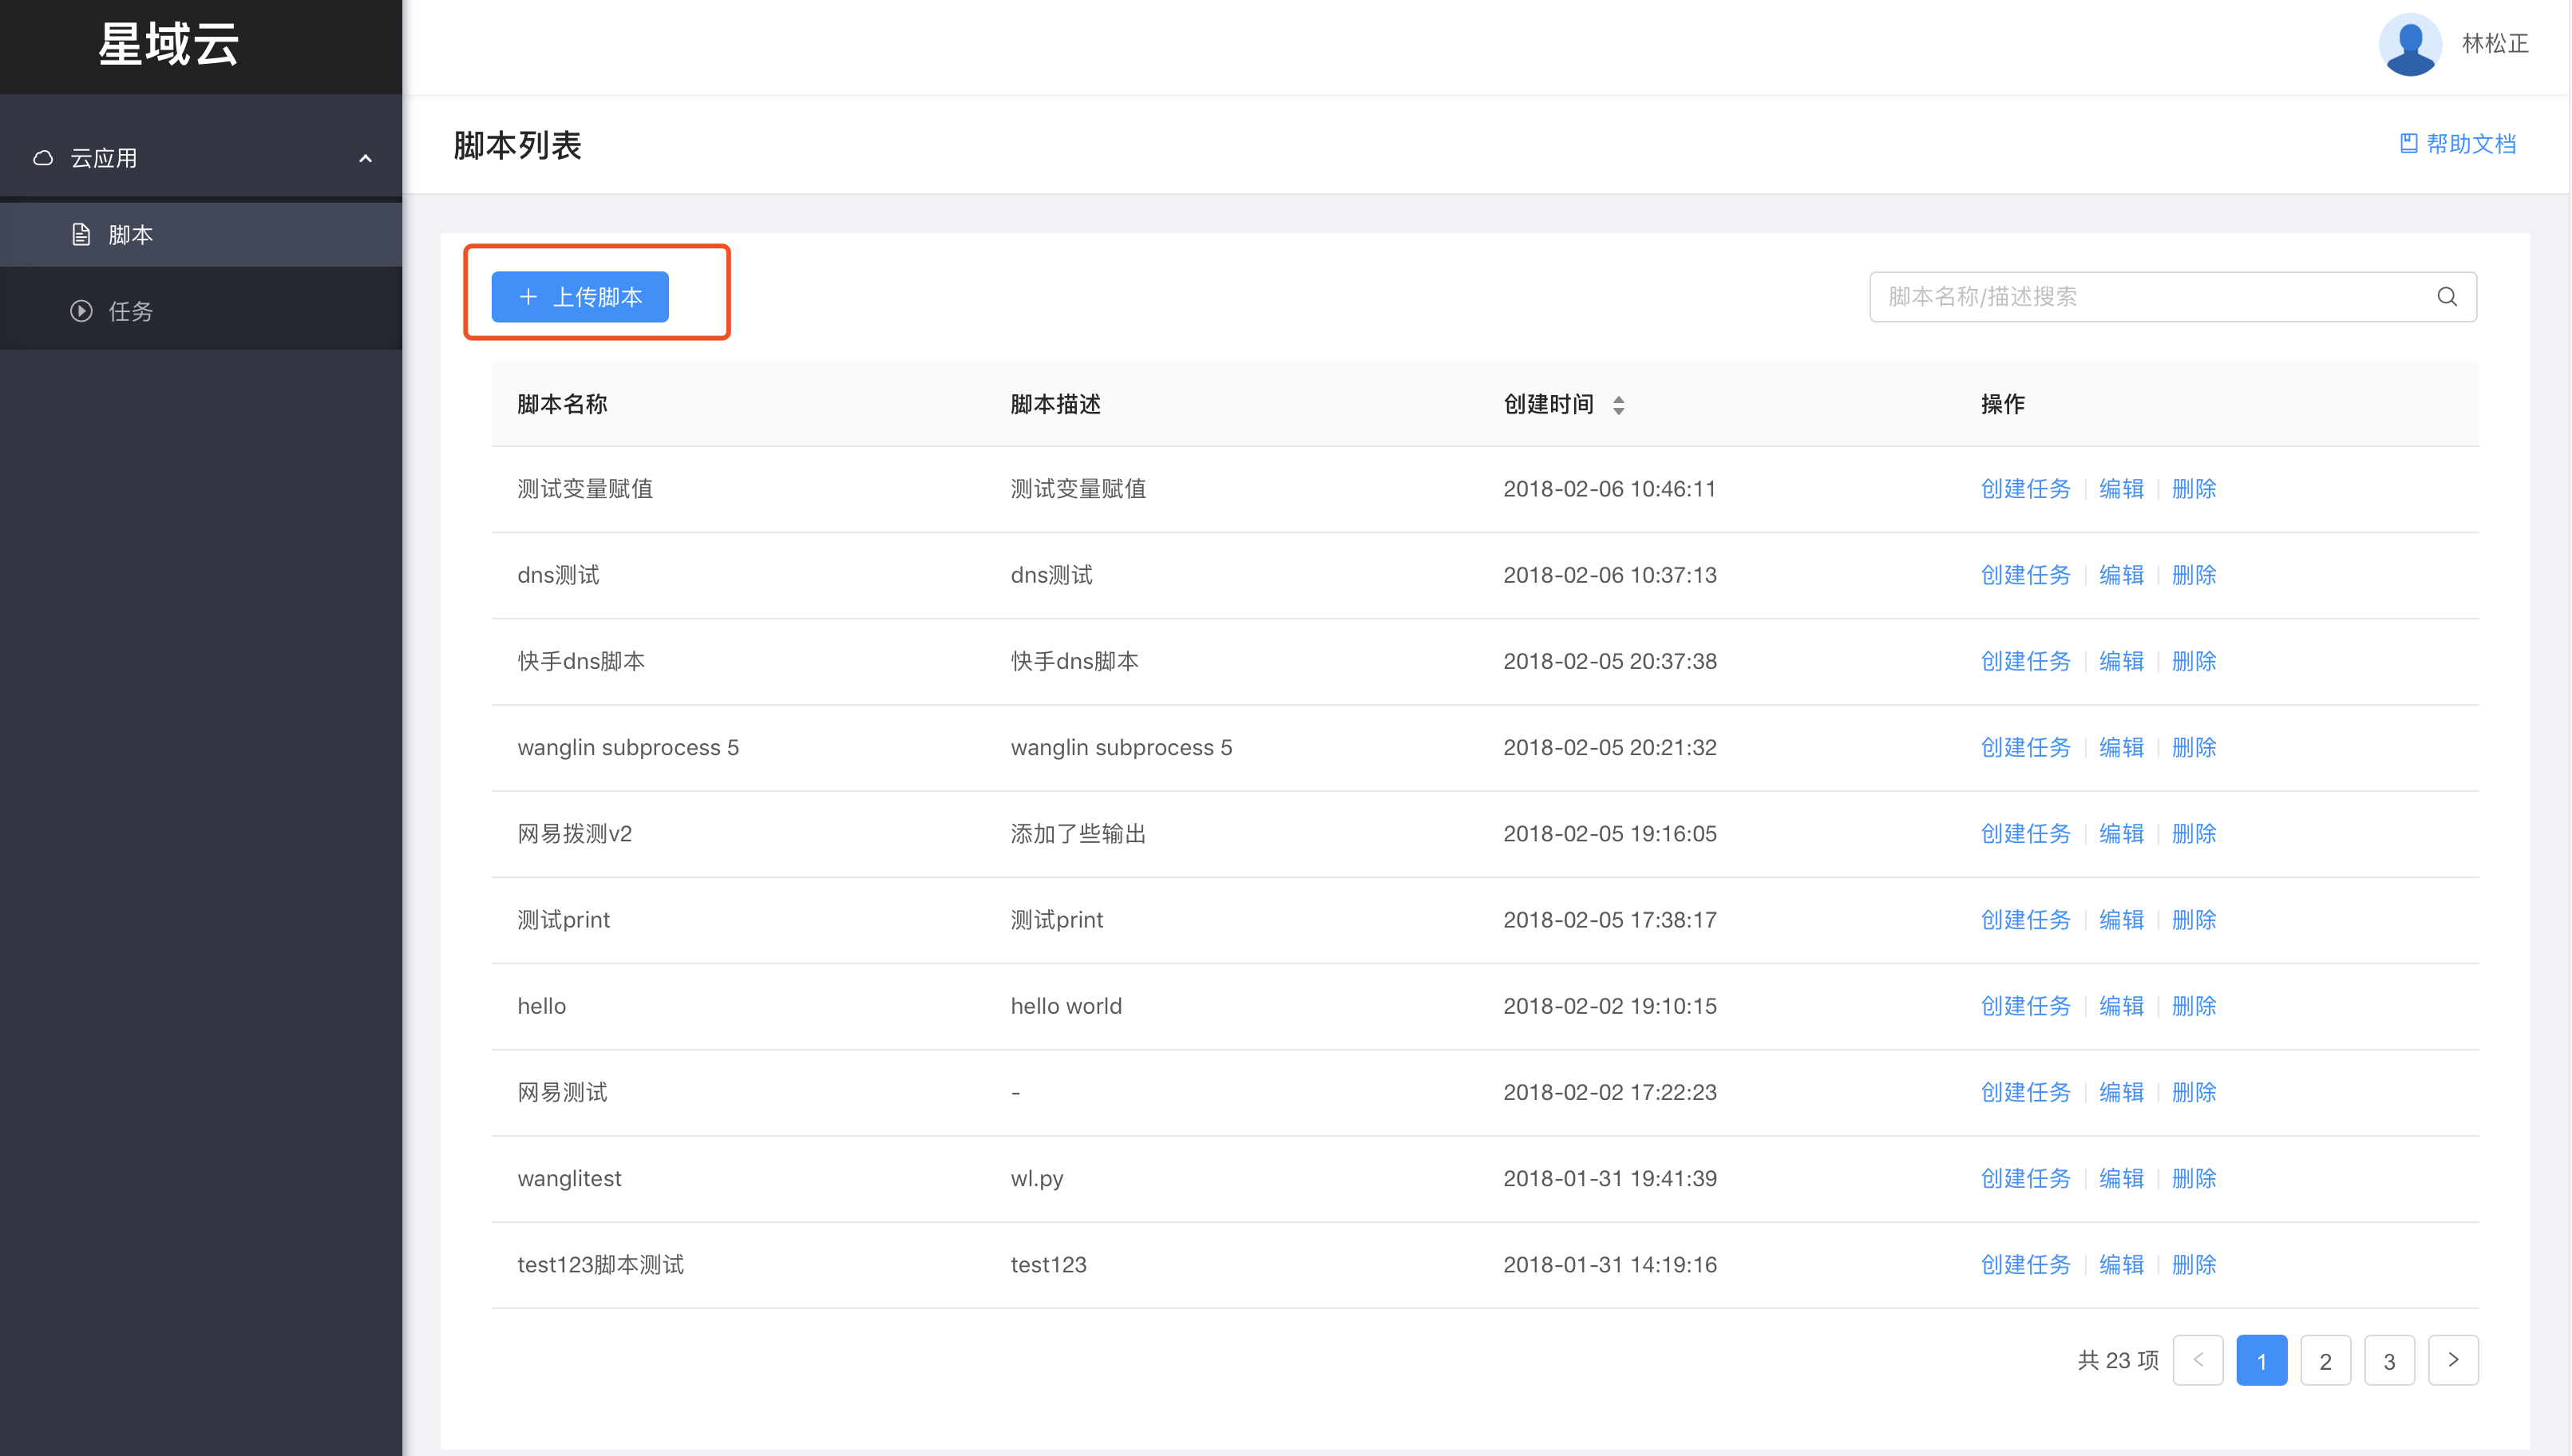 星域云
林松正
云应用
脚本
任务
脚本列表
帮助文档
上传脚本
脚本名称/描述搜索
脚本名称 脚本描述 创建时间 操作
测试变量赋值 测试变量赋值 2018-02-06 10:46:11 创建任务 编辑 删除
dns测试 dns测试 2018-02-06 10:37:13 创建任务 编辑 删除
快手dns脚本 快手dns脚本 2018-02-05 20:37:38 创建任务 编辑 删除
wanglin subprocess 5 wanglin subprocess 5 2018-02-05 20:21:32 创建任务 编辑 删除
网易拨测v2 添加了些输出 2018-02-05 19:16:05 创建任务 编辑 删除
测试print 测试print 2018-02-05 17:38:17 创建任务 编辑 删除
hello hello world 2018-02-02 19:10:15 创建任务 编辑 删除
网易测试 - 2018-02-02 17:22:23 创建任务 编辑 删除
wanglitest wl.py 2018-01-31 19:41:39 创建任务 编辑 删除
test123脚本测试 test123 2018-01-31 14:19:16 创建任务 编辑 删除
共 23 项 < 1 2 3 >